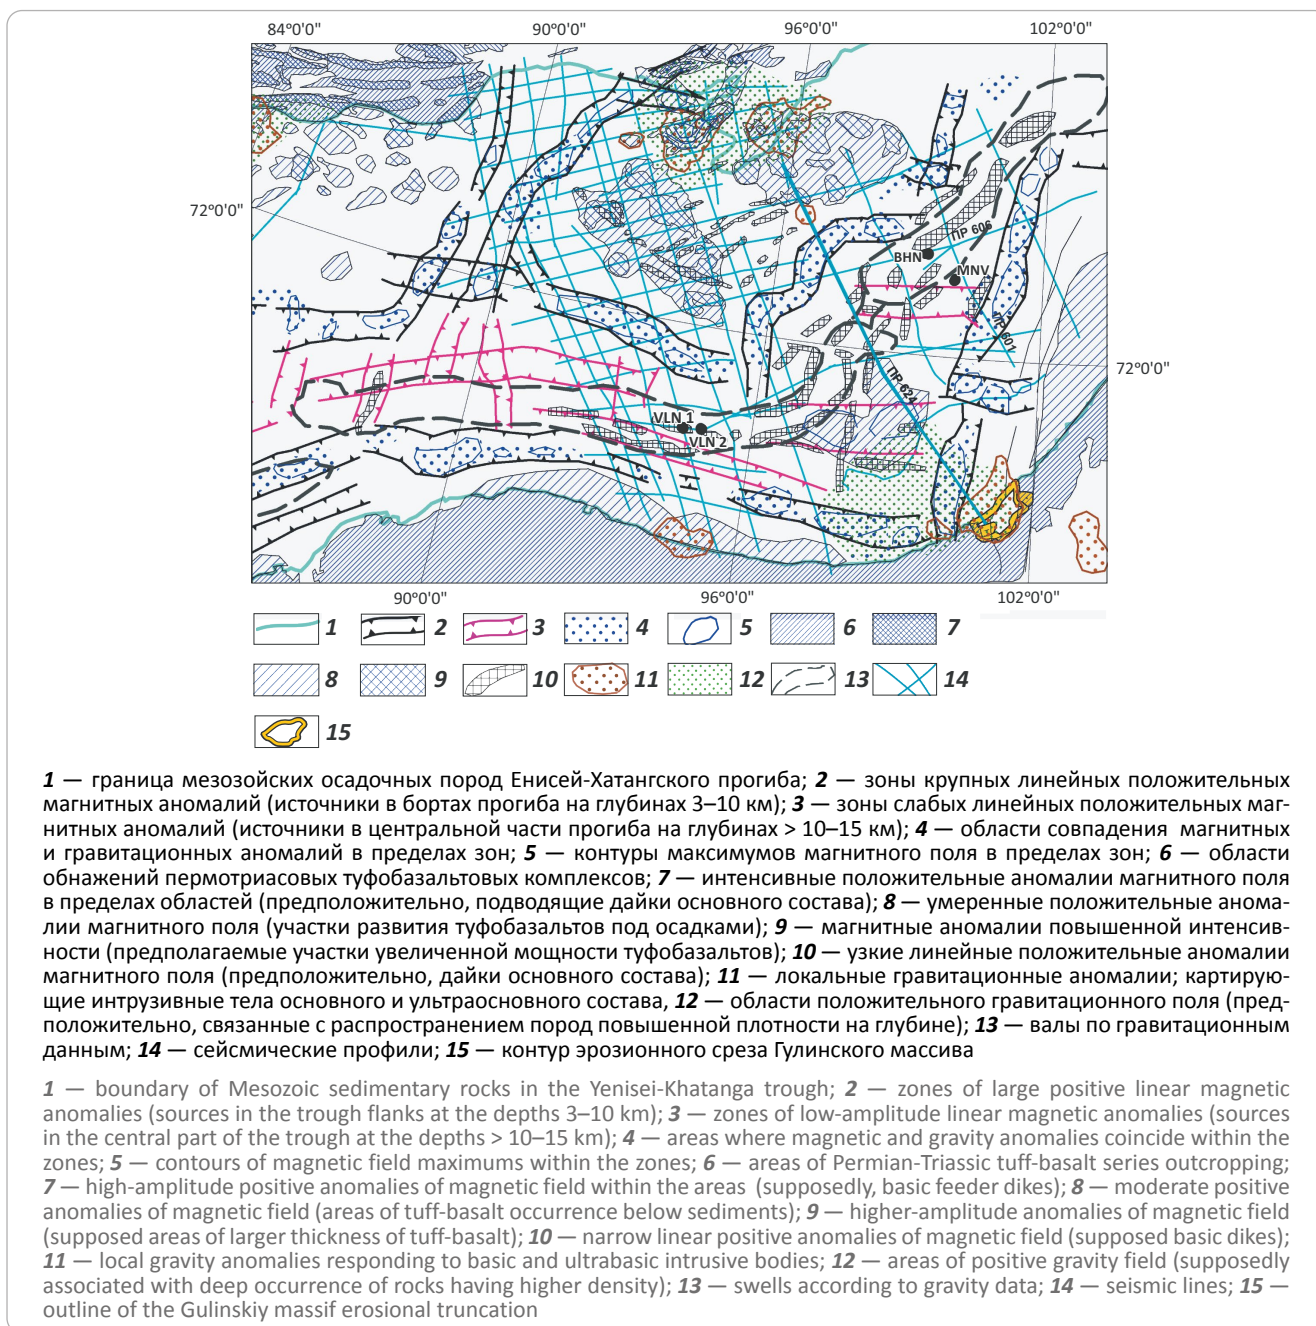 84°0'0"
90°0'0"
96°0'0"
102°0'0"
72°0'0"
ПР 606
BHN
MNV
ПР 601
72°0'0"
ПР 624
VLN 1
VLN 2
90°0'0"
96°0'0"
102°0'0"
1 2 3 4 5 6 7
8 9 10 11 12 13 14
15
1 — граница мезозойских осадочных пород Енисей-Хатангского прогиба; 2 — зоны крупных линейных положительных
магнитных аномалий (источники в бортах прогиба на глубинах 3–10 км); 3 — зоны слабых линейных положительных маг-
нитных аномалий (источники в центральной части прогиба на глубинах > 10–15 км); 4 — области совпадения магнитных
и гравитационных аномалий в пределах зон; 5 — контуры максимумов магнитного поля в пределах зон; 6 — области
обнажений пермотриасовых туфобазальтовых комплексов; 7 — интенсивные положительные аномалии магнитного поля
в пределах областей (предположительно, подводящие дайки основного состава); 8 — умеренные положительные анома-
лии магнитного поля (участки развития туфобазальтов под осадками); 9 — магнитные аномалии повышенной интенсив-
ности (предполагаемые участки увеличенной мощности туфобазальтов); 10 — узкие линейные положительные аномалии
магнитного поля (предположительно, дайки основного состава); 11 — локальные гравитационные аномалии; картирую-
щие интрузивные тела основного и ультраосновного состава, 12 — области положительного гравитационного поля (пред-
положительно, связанные с распространением пород повышенной плотности на глубине); 13 — валы по гравитационным
данным; 14 — сейсмические профили; 15 — контур эрозионного среза Гулинского массива
1 — boundary of Mesozoic sedimentary rocks in the Yenisei-Khatanga trough; 2 — zones of large positive linear magnetic
anomalies (sources in the trough flanks at the depths 3–10 km); 3 — zones of low-amplitude linear magnetic anomalies (sources
in the central part of the trough at the depths > 10–15 km); 4 — areas where magnetic and gravity anomalies coincide within the
zones; 5 — contours of magnetic field maximums within the zones; 6 — areas of Permian-Triassic tuff-basalt series outcropping;
7 — high-amplitude positive anomalies of magnetic field within the areas (supposedly, basic feeder dikes); 8 — moderate positive
anomalies of magnetic field (areas of tuff-basalt occurrence below sediments); 9 — higher-amplitude anomalies of magnetic field
(supposed areas of larger thickness of tuff-basalt); 10 — narrow linear positive anomalies of magnetic field (supposed basic dikes);
11 — local gravity anomalies responding to basic and ultrabasic intrusive bodies; 12 — areas of positive gravity field (supposedly
associated with deep occurrence of rocks having higher density); 13 — swells according to gravity data; 14 — seismic lines; 15 —
outline of the Gulinskiy massif erosional truncation